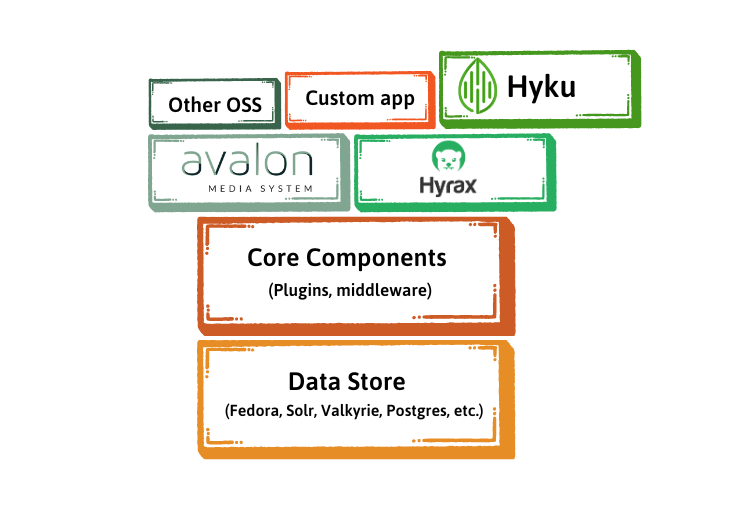 Other OSS
Custom app
Hyku
avalon
MEDIA SYSTEM
Hyrax
Core Components
(Plugins, middleware)
Data Store
(Fedora, Solr, Valkyrie, Postgres, etc.)